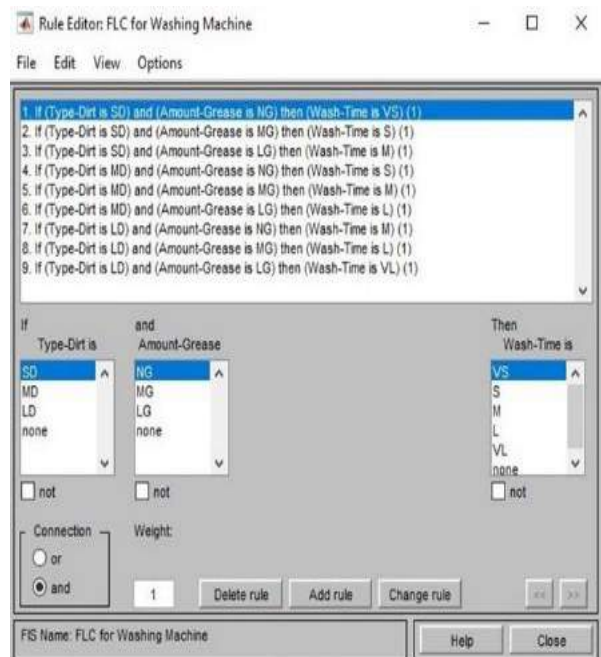 Rule Editor: FLC for Washing Machine
File Edit View Options
1. If (Type-Dirt is SD) and (Amount-Grease is NG) then (Wash-Time is VS) (1)
2. If (Type-Dirt is SD) and (Amount-Grease is MG) then (Wash-Time is S) (1)
3. If (Type-Dirt is SD) and (Amount-Grease is LG) then (Wash-Time is M) (1)
4. If (Type-Dirt is MD) and (Amount-Grease is NG) then (Wash-Time is S) (1)
5. If (Type-Dirt is MD) and (Amount-Grease is MG) then (Wash-Time is M) (1)
6. If (Type-Dirt is MD) and (Amount-Grease is LG) then (Wash-Time is L) (1)
7. If (Type-Dirt is LD) and (Amount-Grease is NG) then (Wash-Time is M) (1)
8. If (Type-Dirt is LD) and (Amount-Grease is MG) then (Wash-Time is L) (1)
9. If (Type-Dirt is LD) and (Amount-Grease is LG) then (Wash-Time is VL) (1)
If and Then
Type-Dirt is Amount-Grease Wash-Time is
SD NG VS
MD MG S
LD LG M
none none L
VL
none
not not not
Connection Weight:
or
and 1 Delete rule Add rule Change rule << >>
FIS Name: FLC for Washing Machine Help Close